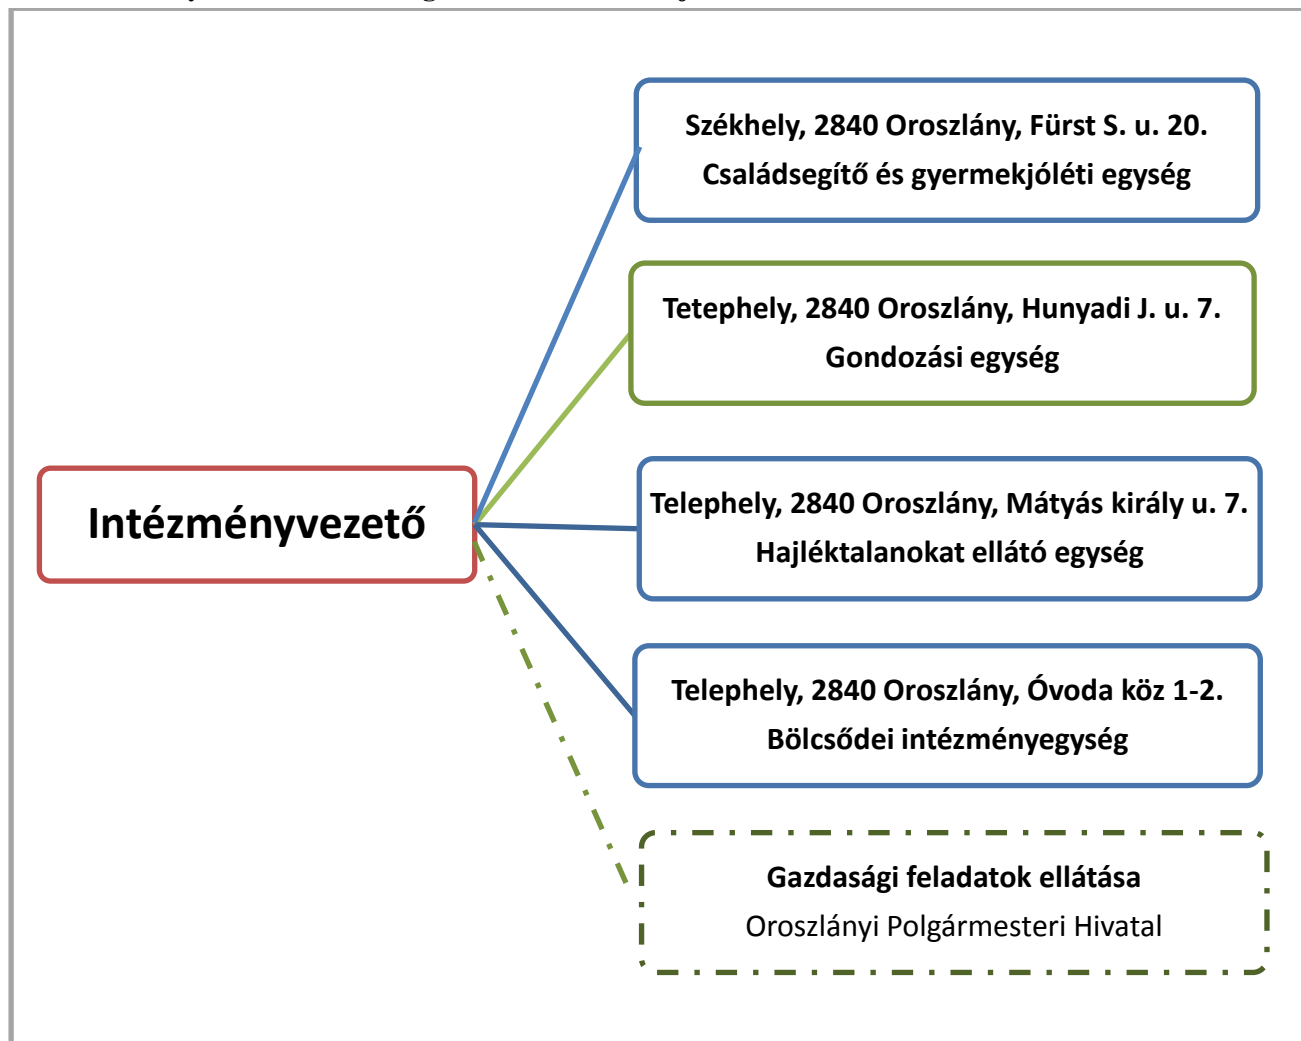 Székhely, 2840 Oroszlány, Fürst S. u. 20.
Családsegítő és gyermekjóléti egység
Tetephely, 2840 Oroszlány, Hunyadi J. u. 7.
Gondozási egység
Intézményvezető
Telephely, 2840 Oroszlány, Mátyás király u. 7.
Hajléktalanokat ellátó egység
Telephely, 2840 Oroszlány, Óvoda köz 1-2.
Bölcsődei intézményegység
Gazdasági feladatok ellátása
Oroszlányi Polgármesteri Hivatal